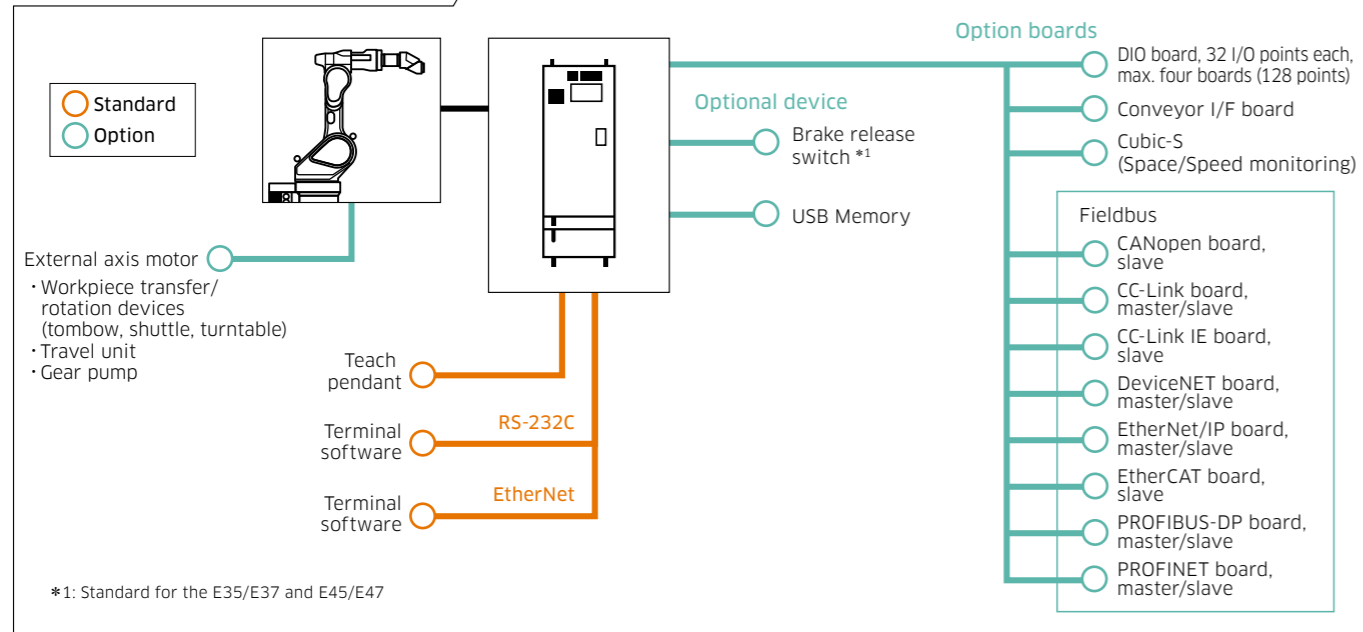 Standard
Option
External axis motor
・Workpiece transfer/
rotation devices
(tombow, shuttle, turntable)
・Travel unit
・Gear pump
Teach
pendant
RS-232C
Terminal
software
EtherNet
Terminal
software
Optional device
Brake release
switch *1
USB Memory
Option boards
DIO board, 32 I/O points each,
max. four boards (128 points)
Conveyor I/F board
Cubic-S
(Space/Speed monitoring)
Fieldbus
CANopen board,
slave
CC-Link board,
master/slave
CC-Link IE board,
slave
DeviceNET board,
master/slave
EtherNet/IP board,
master/slave
EtherCAT board,
slave
PROFIBUS-DP board,
master/slave
PROFINET board,
master/slave
*1: Standard for the E35/E37 and E45/E47